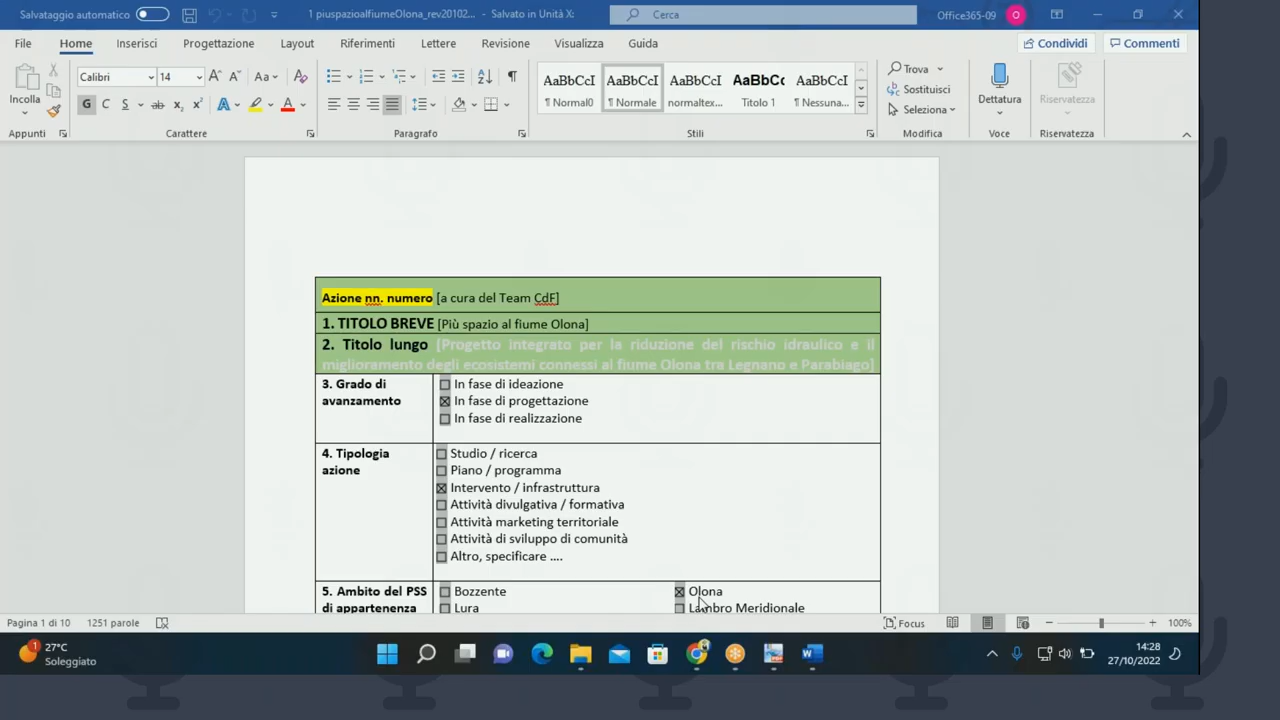 Salvataggio automatico
1 piuspazioalfiumeOlona_rev20102... - Salvato in Unità X:
Cerca
Office365-09
O
File Home Inserisci Progettazione Layout Riferimenti Lettere Revisione Visualizza Guida
Condividi Commenti
Incolla
Calibri 14
Aa
G C S ab x₂ x² A A
AaBbCcI AaBbCcI AaBbCcI AaBbCc AaBbCcI
¶ Normal0 ¶ Normale normaltex... Titolo 1 ¶ Nessuna...
Trova
Sostituisci
Seleziona
Dettatura
Riservatezza
Appunti Carattere Paragrafo Stili Modifica Voce Riservatezza
Azione nn. numero [a cura del Team CdF]
1. TITOLO BREVE [Più spazio al fiume Olona]
2. Titolo lungo [Progetto integrato per la riduzione del rischio idraulico e il
miglioramento degli ecosistemi connessi al fiume Olona tra Legnano e Parabiago]
3. Grado di
avanzamento
☐ In fase di ideazione
☒ In fase di progettazione
☐ In fase di realizzazione
4. Tipologia
azione
☐ Studio / ricerca
☐ Piano / programma
☒ Intervento / infrastruttura
☐ Attività divulgativa / formativa
☐ Attività marketing territoriale
☐ Attività di sviluppo di comunità
☐ Altro, specificare ....
5. Ambito del PSS
di appartenenza
☐ Bozzente ☒ Olona
☐ Lura ☐ Lambro Meridionale
Pagina 1 di 10 1251 parole
Focus
100%
1
27°C
Soleggiato
14:28
27/10/2022